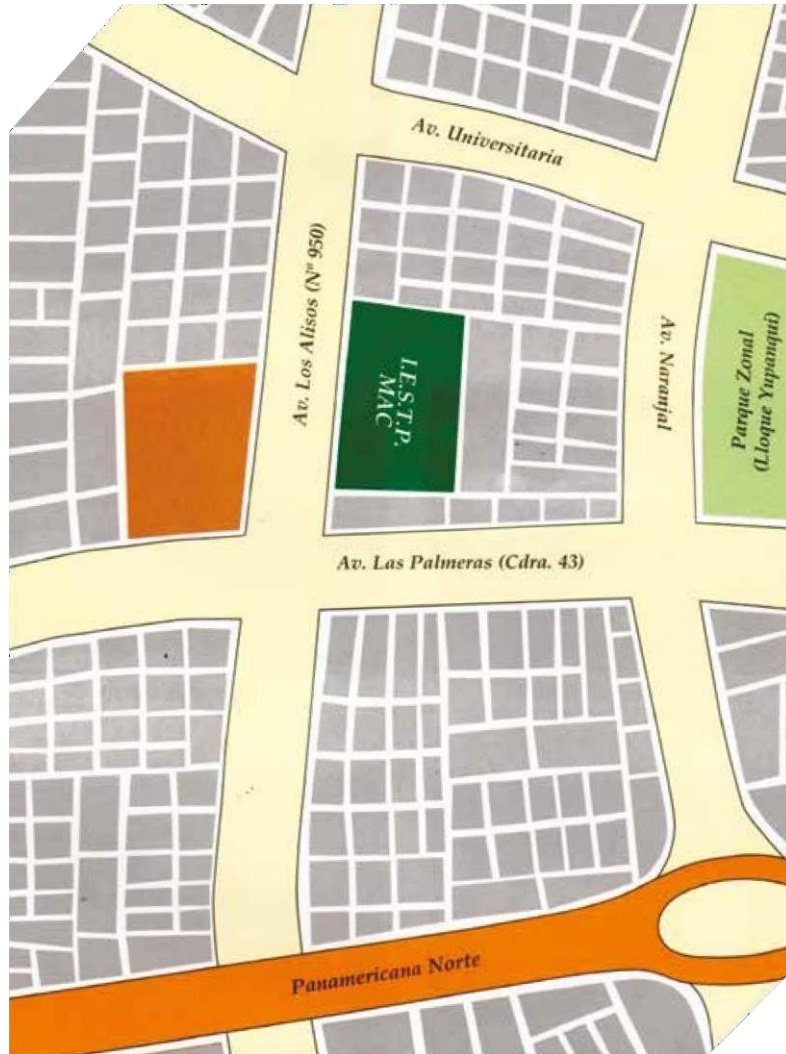 Av. Universitaria
Av. Los Alisos (Nº 950)
I.E.S.T.P.
MAC
Av. Naranjal
Parque Zonal
(Lloque Yupanqui)
Av. Las Palmeras (Cdra. 43)
Panamericana Norte